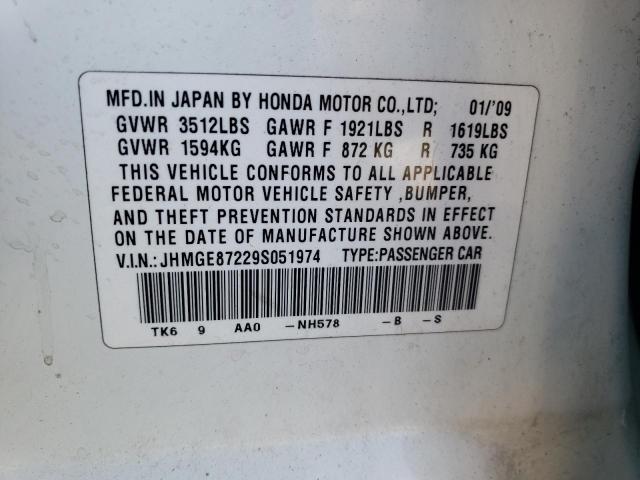 MFD.IN JAPAN BY HONDA MOTOR CO.,LTD; 01/'09
GVWR 3512LBS GAWR F 1921LBS R 1619LBS
GVWR 1594KG GAWR F 872 KG R 735 KG
THIS VEHICLE CONFORMS TO ALL APPLICABLE
FEDERAL MOTOR VEHICLE SAFETY ,BUMPER,
AND THEFT PREVENTION STANDARDS IN EFFECT
ON THE DATE OF MANUFACTURE SHOWN ABOVE.
V.I.N.: JHMGE87229S051974 TYPE:PASSENGER CAR
TK6 9 AA0 -NH578 -B -S